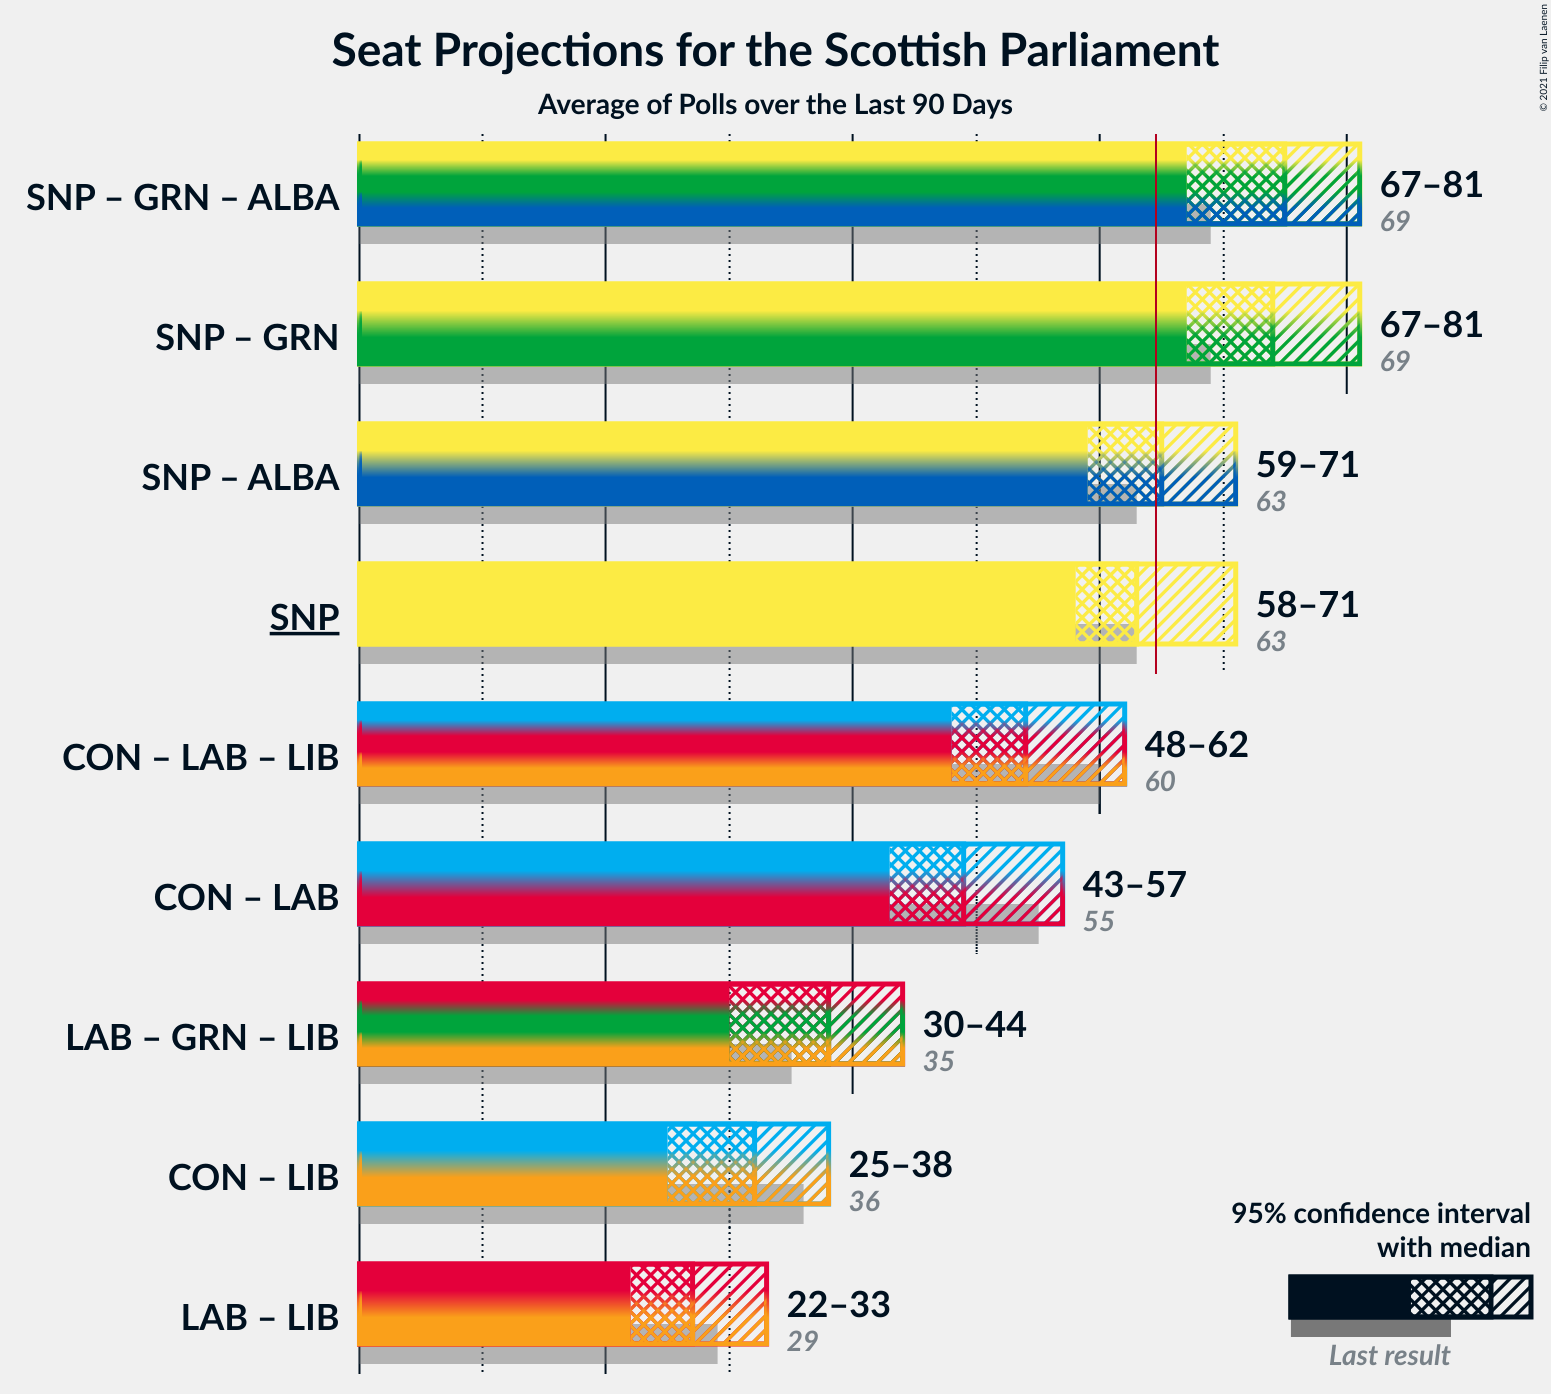 Seat Projections for the Scottish Parliament
Average of Polls over the Last 90 Days
© 2021 Filip van Laenen
SNP – GRN – ALBA
67–81
69
SNP – GRN
67–81
69
SNP – ALBA
59–71
63
SNP
58–71
63
CON – LAB – LIB
48–62
60
CON – LAB
43–57
55
LAB – GRN – LIB
30–44
35
CON – LIB
25–38
36
LAB – LIB
22–33
29
95% confidence interval
with median
Last result